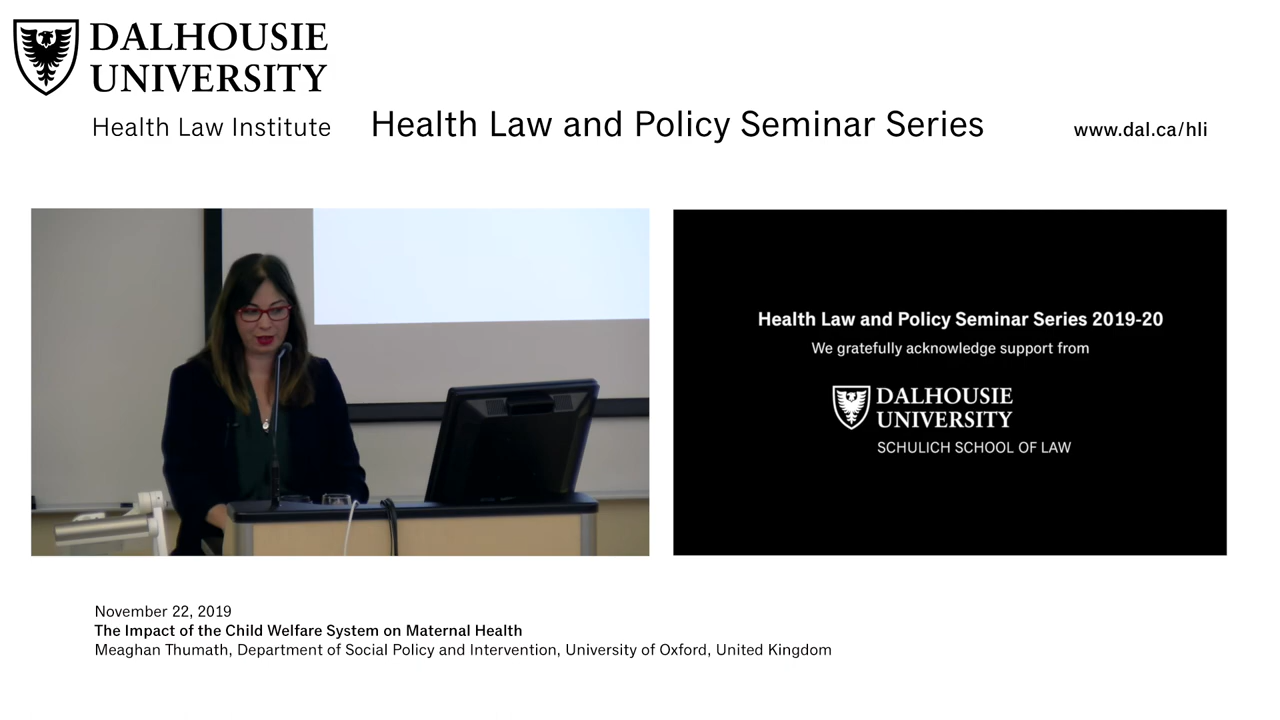 DALHOUSIE
UNIVERSITY
Health Law Institute
Health Law and Policy Seminar Series
www.dal.ca/hli
Health Law and Policy Seminar Series 2019-20
We gratefully acknowledge support from
DALHOUSIE
UNIVERSITY
SCHULICH SCHOOL OF LAW
November 22, 2019
The Impact of the Child Welfare System on Maternal Health
Meaghan Thumath, Department of Social Policy and Intervention, University of Oxford, United Kingdom